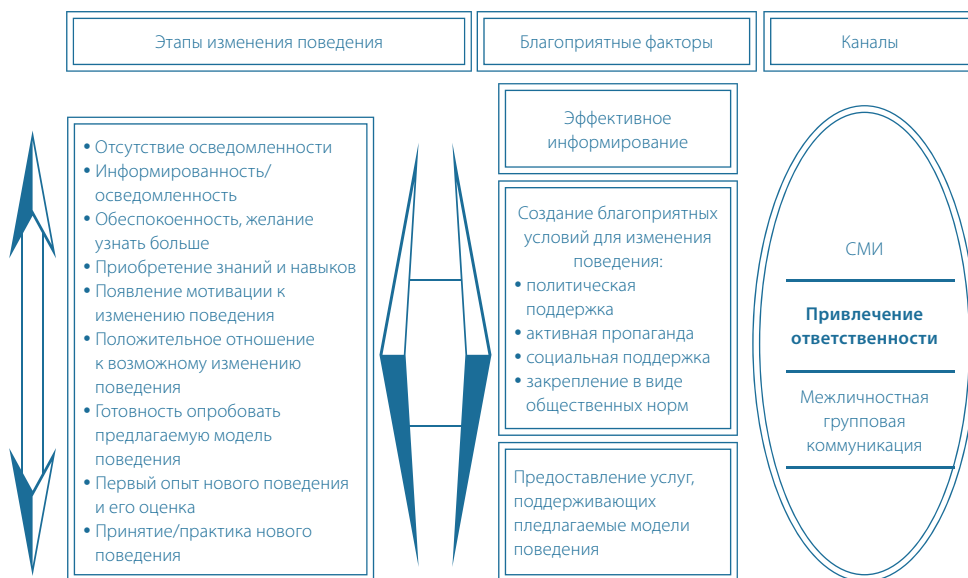 Этапы изменения поведения
Благоприятные факторы
Каналы
• Отсутствие осведомленности
• Информированность/
осведомленность
• Обеспокоенность, желание
узнать больше
• Приобретение знаний и навыков
• Появление мотивации к
изменению поведения
• Положительное отношение
к возможному изменению
поведения
• Готовность опробовать
предлагаемую модель
поведения
• Первый опыт нового поведения
и его оценка
• Принятие/практика нового
поведения
Эффективное
информирование
Создание благоприятных
условий для изменения
поведения:
• политическая
поддержка
• активная пропаганда
• социальная поддержка
• закрепление в виде
общественных норм
Предоставление услуг,
поддерживающих
пледлагаемые модели
поведения
СМИ
Привлечение
ответственности
Межличностная
групповая
коммуникация